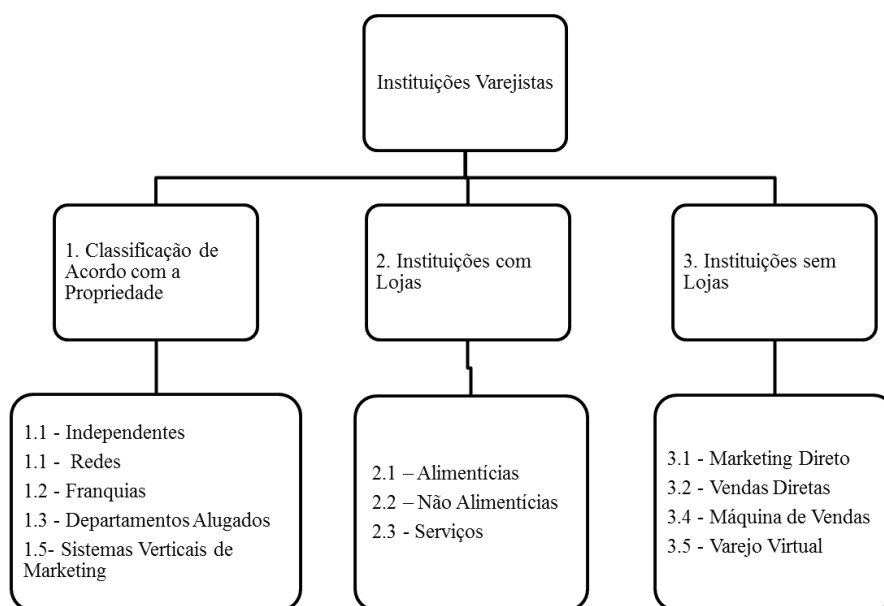 Instituições Varejistas
1. Classificação de
Acordo com a
Propriedade
2. Instituições com
Lojas
3. Instituições sem
Lojas
1.1 - Independentes
1.1 - Redes
1.2 - Franquias
1.3 - Departamentos Alugados
1.5- Sistemas Verticais de
Marketing
2.1 – Alimentícias
2.2 – Não Alimentícias
2.3 - Serviços
3.1 - Marketing Direto
3.2 - Vendas Diretas
3.4 - Máquina de Vendas
3.5 - Varejo Virtual